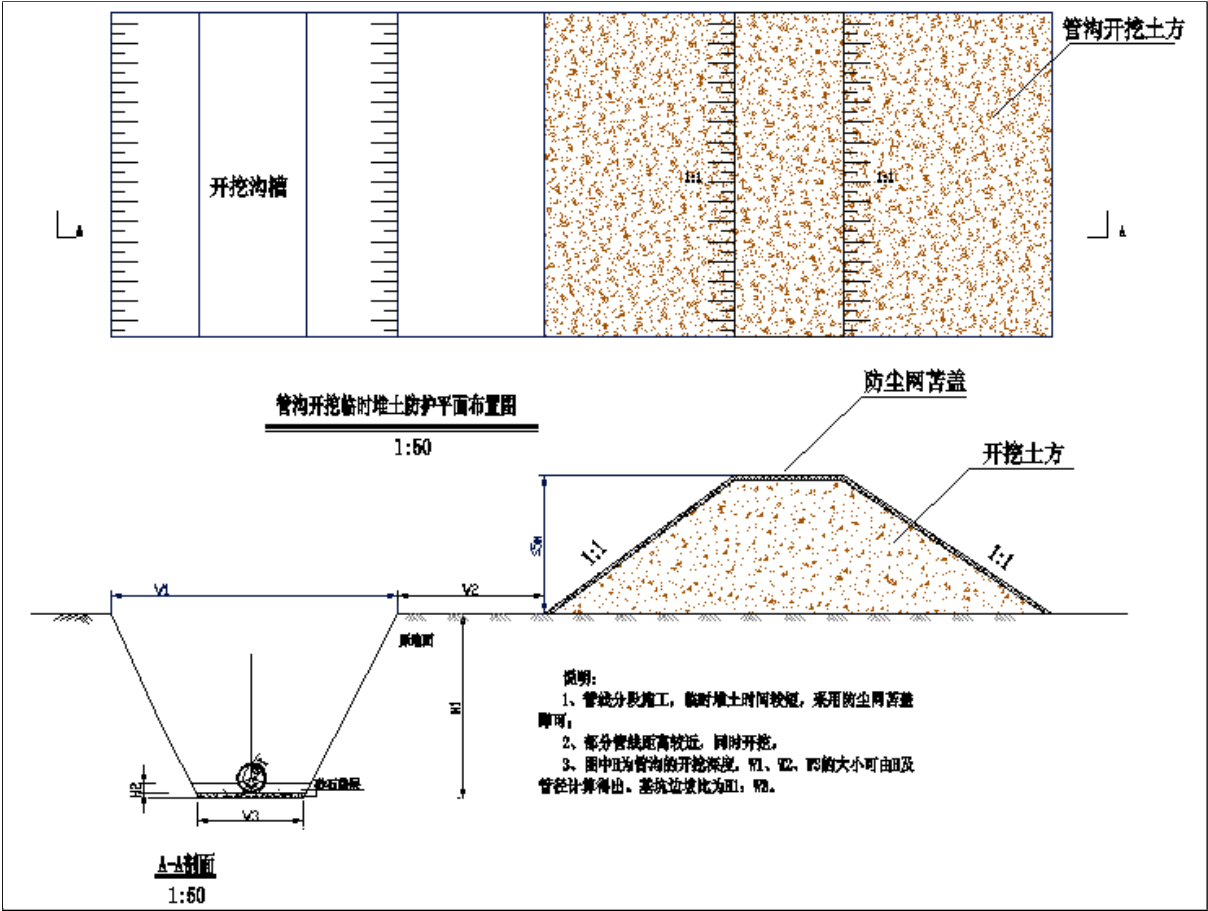 管沟开挖土方
开挖沟槽
1:1
1:1
A
A
管沟开挖临时堆土防护平面布置图
1:50
防尘网苫盖
开挖土方
≤5m
1:1
1:1
W1
W2
原地面
H1
H2
砂石垫层
W3
A-A剖面
1:50
说明:
1、管线分段施工，临时堆土时间较短，采用防尘网苫盖
即可;
2、部分管线距离较近，同时开挖。
3、图中H为管沟的开挖深度，W1、W2、W3的大小可由H及
管径计算得出。基坑边坡比为H1：W3。